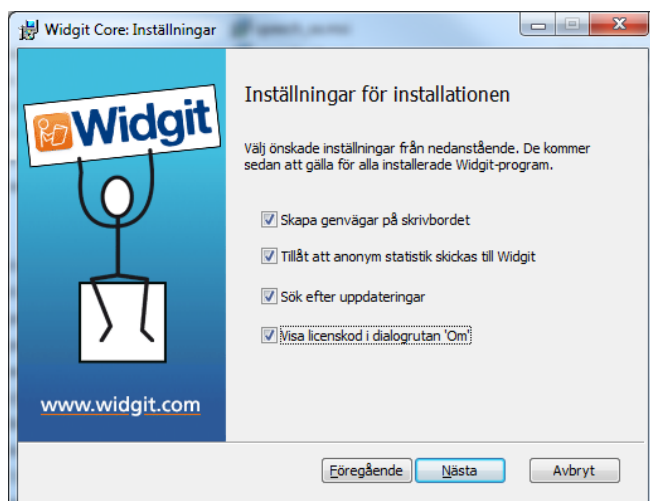 Widgit Core: Inställningar
Widgit
Inställningar för installationen
Välj önskade inställningar från nedanstående. De kommer
sedan att gälla för alla installerade Widgit-program.
Skapa genvägar på skrivbordet
Tillåt att anonym statistik skickas till Widgit
Sök efter uppdateringar
Visa licenskod i dialogrutan 'Om'
www.widgit.com
Föregående
Nästa
Avbryt